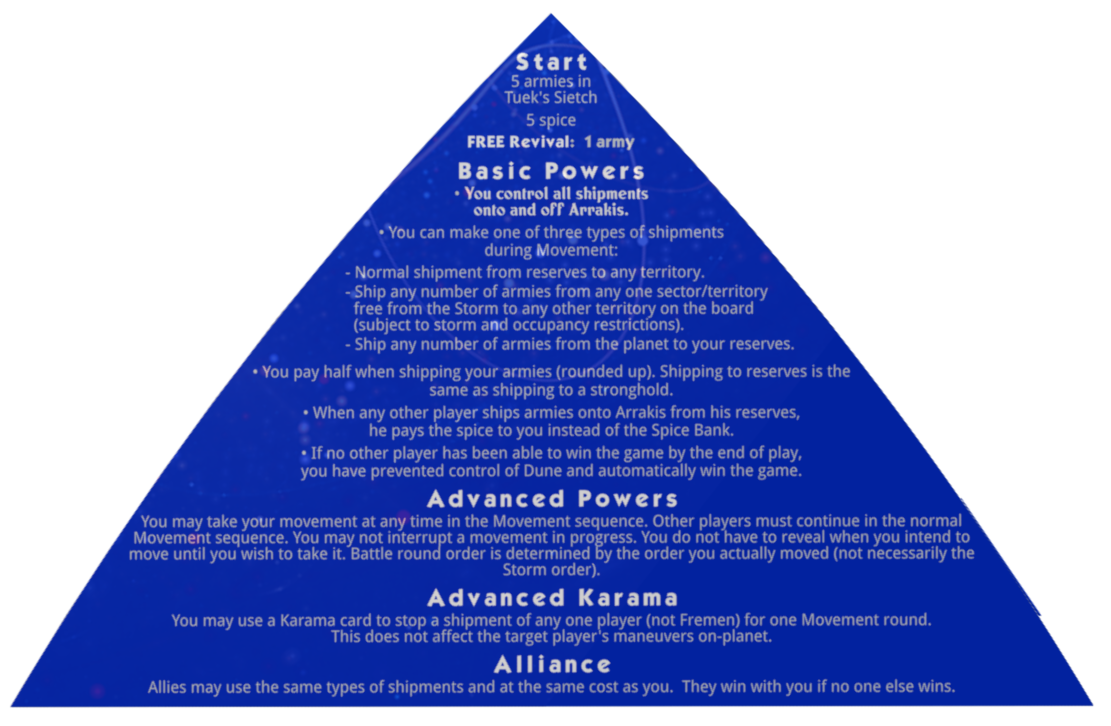 Start
5 armies in
Tuek's Sietch
5 spice
FREE Revival: 1 army
Basic Powers
• You control all shipments
onto and off Arrakis.
• You can make one of three types of shipments
during Movement:
- Normal shipment from reserves to any territory.
- Ship any number of armies from any one sector/territory
free from the Storm to any other territory on the board
(subject to storm and occupancy restrictions).
- Ship any number of armies from the planet to your reserves.
• You pay half when shipping your armies (rounded up). Shipping to reserves is the
same as shipping to a stronghold.
• When any other player ships armies onto Arrakis from his reserves,
he pays the spice to you instead of the Spice Bank.
• If no other player has been able to win the game by the end of play,
you have prevented control of Dune and automatically win the game.
Advanced Powers
You may take your movement at any time in the Movement sequence. Other players must continue in the normal
Movement sequence. You may not interrupt a movement in progress. You do not have to reveal when you intend to
move until you wish to take it. Battle round order is determined by the order you actually moved (not necessarily the
Storm order).
Advanced Karama
You may use a Karama card to stop a shipment of any one player (not Fremen) for one Movement round.
This does not affect the target player's maneuvers on-planet.
Alliance
Allies may use the same types of shipments and at the same cost as you. They win with you if no one else wins.